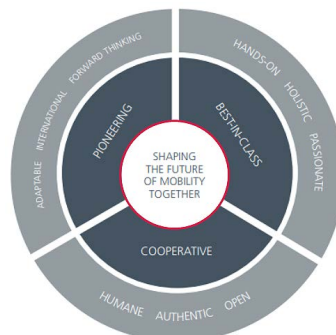 ADAPTABLE INTERNATIONAL FORWARD THINKING
HANDS-ON HOLISTIC PASSIONATE
PIONEERING
BEST-IN-CLASS
SHAPING
THE FUTURE
OF MOBILITY
TOGETHER
COOPERATIVE
HUMANE AUTHENTIC OPEN